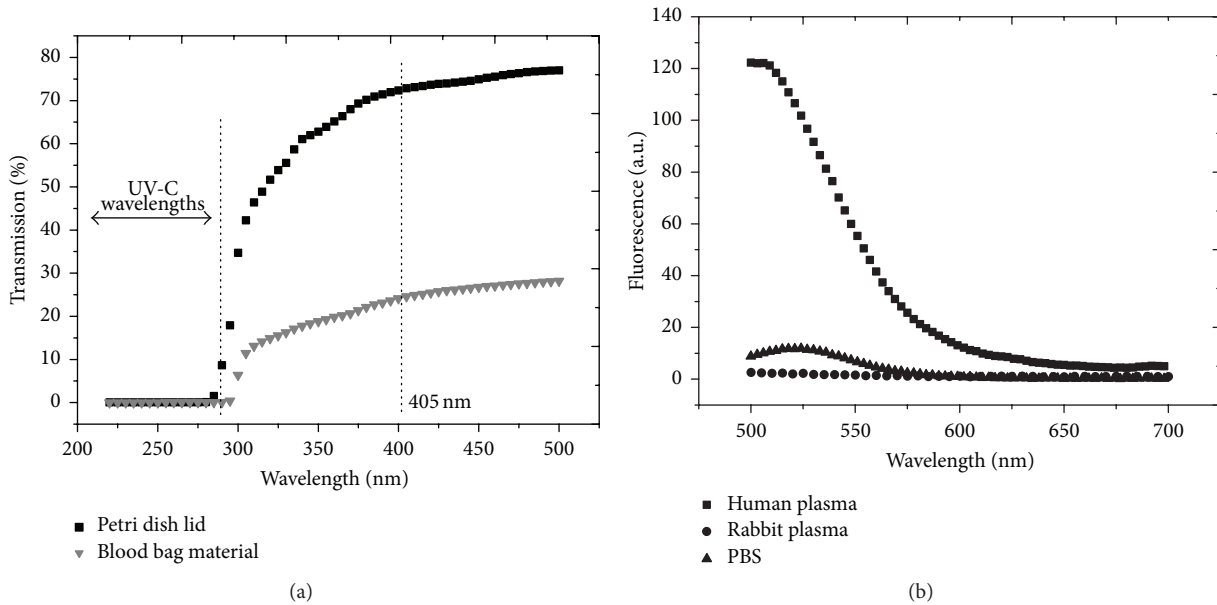 80
70
60
50
40
30
20
10
0
Transmission (%)
UV-C
wavelengths
405 nm
200 250 300 350 400 450 500
Wavelength (nm)
Petri dish lid
Blood bag material
(a)
140
120
100
80
60
40
20
0
Fluorescence (a.u.)
500 550 600 650 700
Wavelength (nm)
Human plasma
Rabbit plasma
PBS
(b)